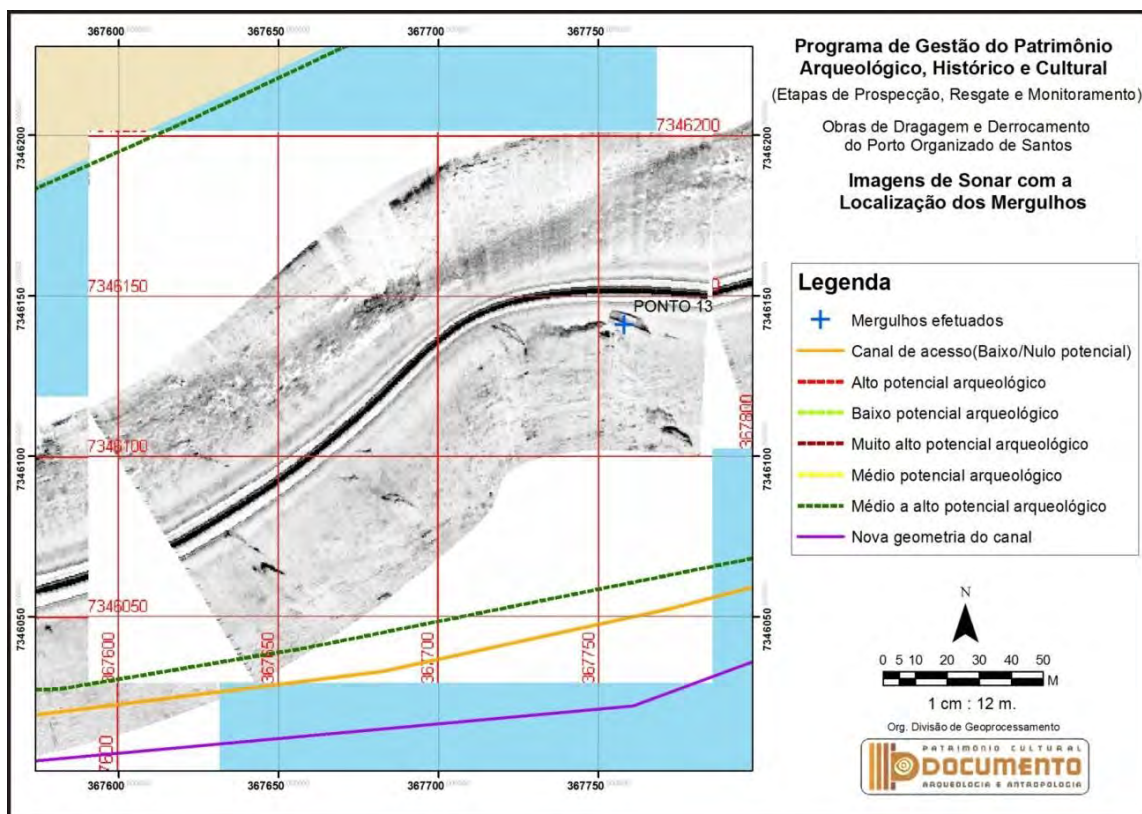 367600
367650
367700
367750
Programa de Gestão do Patrimônio
Arqueológico, Histórico e Cultural
(Etapas de Prospecção, Resgate e Monitoramento)
Obras de Dragagem e Derrocamento
do Porto Organizado de Santos
Imagens de Sonar com a
Localização dos Mergulhos
7346200
7346200
7346200
7346150
7346150
7346150
PONTO 13
7346100
7346100
7346100
367800
7346050
7346050
7346050
367600
367650
367700
367750
Legenda
Mergulhos efetuados
Canal de acesso(Baixo/Nulo potencial)
Alto potencial arqueológico
Baixo potencial arqueológico
Muito alto potencial arqueológico
Médio potencial arqueológico
Médio a alto potencial arqueológico
Nova geometria do canal
N
0 5 10 20 30 40 50
M
1 cm : 12 m.
Org. Divisão de Geoprocessamento
PATRIMÔNIO CULTURAL
DOCUMENTO
ARQUEOLOGIA E ANTROPOLOGIA
367600
367650
367700
367750